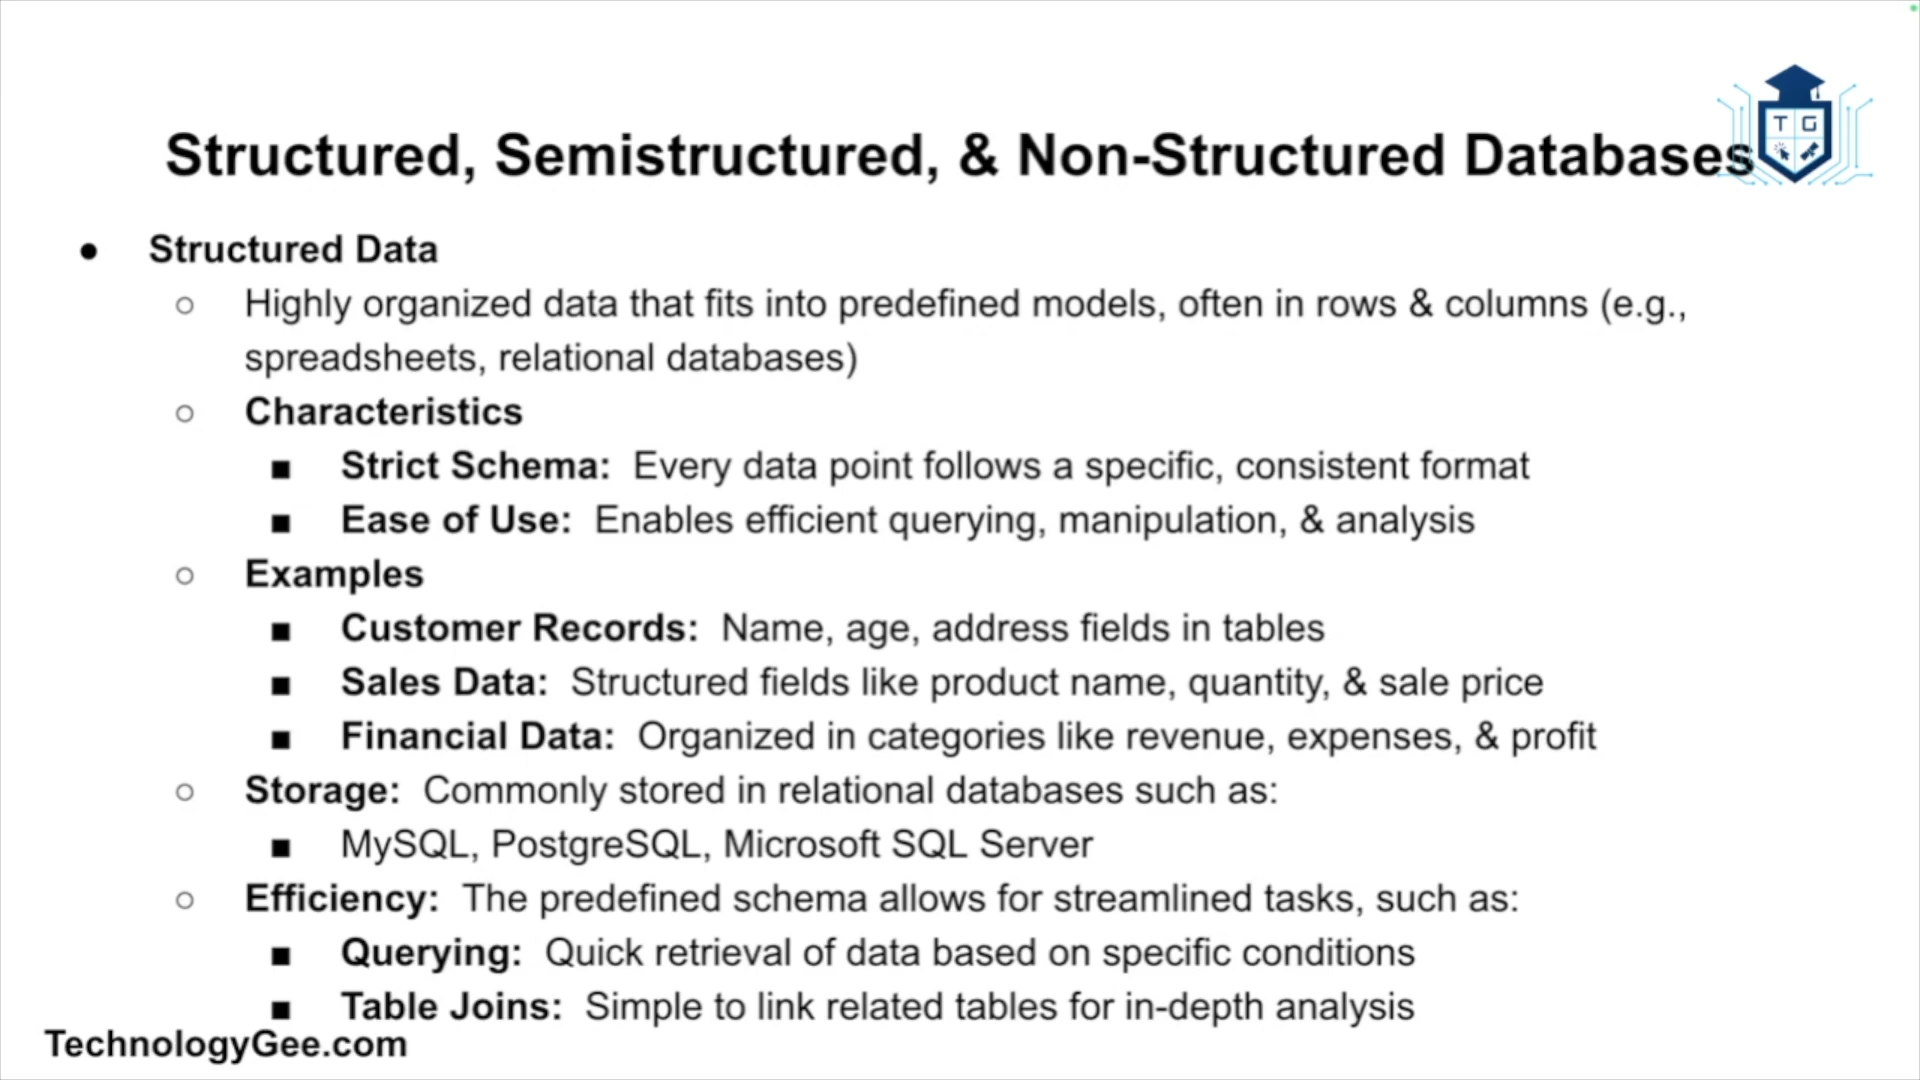 T G
Structured, Semistructured, & Non-Structured Databases
● Structured Data
○ Highly organized data that fits into predefined models, often in rows & columns (e.g.,
spreadsheets, relational databases)
○ Characteristics
■ Strict Schema: Every data point follows a specific, consistent format
■ Ease of Use: Enables efficient querying, manipulation, & analysis
○ Examples
■ Customer Records: Name, age, address fields in tables
■ Sales Data: Structured fields like product name, quantity, & sale price
■ Financial Data: Organized in categories like revenue, expenses, & profit
○ Storage: Commonly stored in relational databases such as:
■ MySQL, PostgreSQL, Microsoft SQL Server
○ Efficiency: The predefined schema allows for streamlined tasks, such as:
■ Querying: Quick retrieval of data based on specific conditions
■ Table Joins: Simple to link related tables for in-depth analysis
TechnologyGee.com